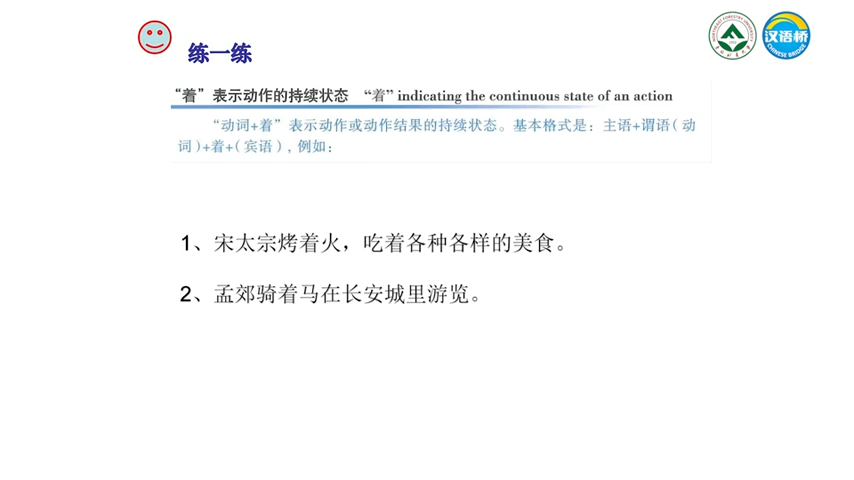 练一练
“着”表示动作的持续状态 “着” indicating the continuous state of an action
“动词+着”表示动作或动作结果的持续状态。基本格式是：主语+谓语(动
词)+着+(宾语)，例如：
1、宋太宗烤着火，吃着各种各样的美食。
2、孟郊骑着马在长安城里游览。
汉语桥
CHINESE BRIDGE